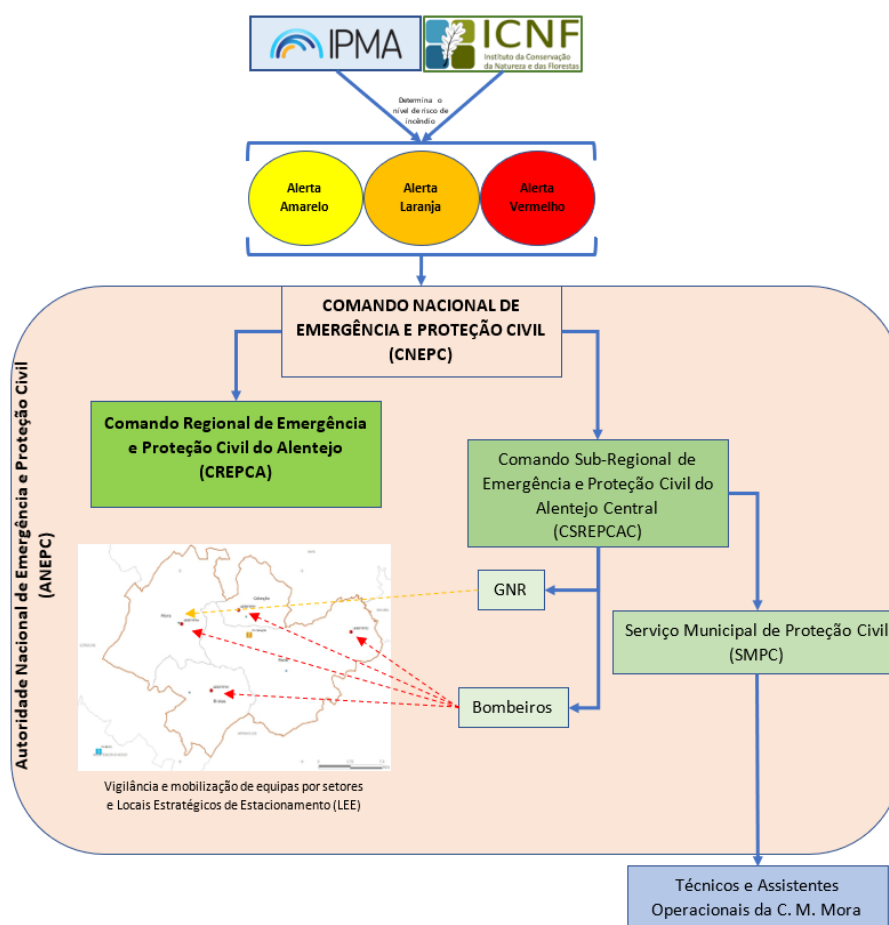 IPMA
ICNF
Instituto da Conservação
da Natureza e das Florestas
Determina o
nível de risco de
incêndio
Alerta
Amarelo
Alerta
Laranja
Alerta
Vermelho
COMANDO NACIONAL DE
EMERGÊNCIA E PROTEÇÃO CIVIL
(CNEPC)
Autoridade Nacional de Emergência e Proteção Civil
(ANEPC)
Comando Regional de Emergência
e Proteção Civil do Alentejo
(CREPCA)
Comando Sub-Regional de
Emergência e Proteção Civil do
Alentejo Central
(CSREPCAC)
GNR
Serviço Municipal de Proteção Civil
(SMPC)
Bombeiros
Vigilância e mobilização de equipas por setores
e Locais Estratégicos de Estacionamento (LEE)
Técnicos e Assistentes
Operacionais da C. M. Mora